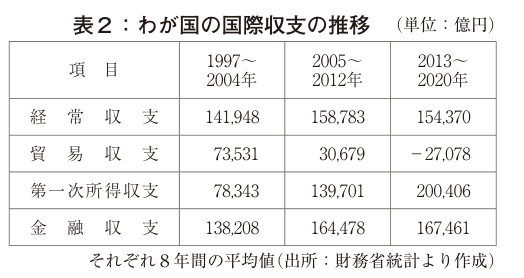 表2：わが国の国際収支の推移 （単位：億円）
項 目 1997～2004年 2005～2012年 2013～2020年
経 常 収 支 141,948 158,783 154,370
貿 易 収 支 73,531 30,679 －27,078
第一次所得収支 78,343 139,701 200,406
金 融 収 支 138,208 164,478 167,461
それぞれ８年間の平均値（出所：財務省統計より作成）